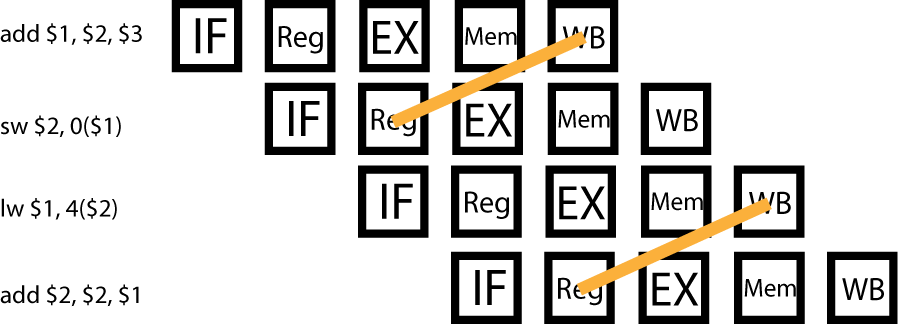 add $1, $2, $3 IF Reg EX Mem WB
sw $2, 0($1) IF Reg EX Mem WB
lw $1, 4($2) IF Reg EX Mem WB
add $2, $2, $1 IF Reg EX Mem WB